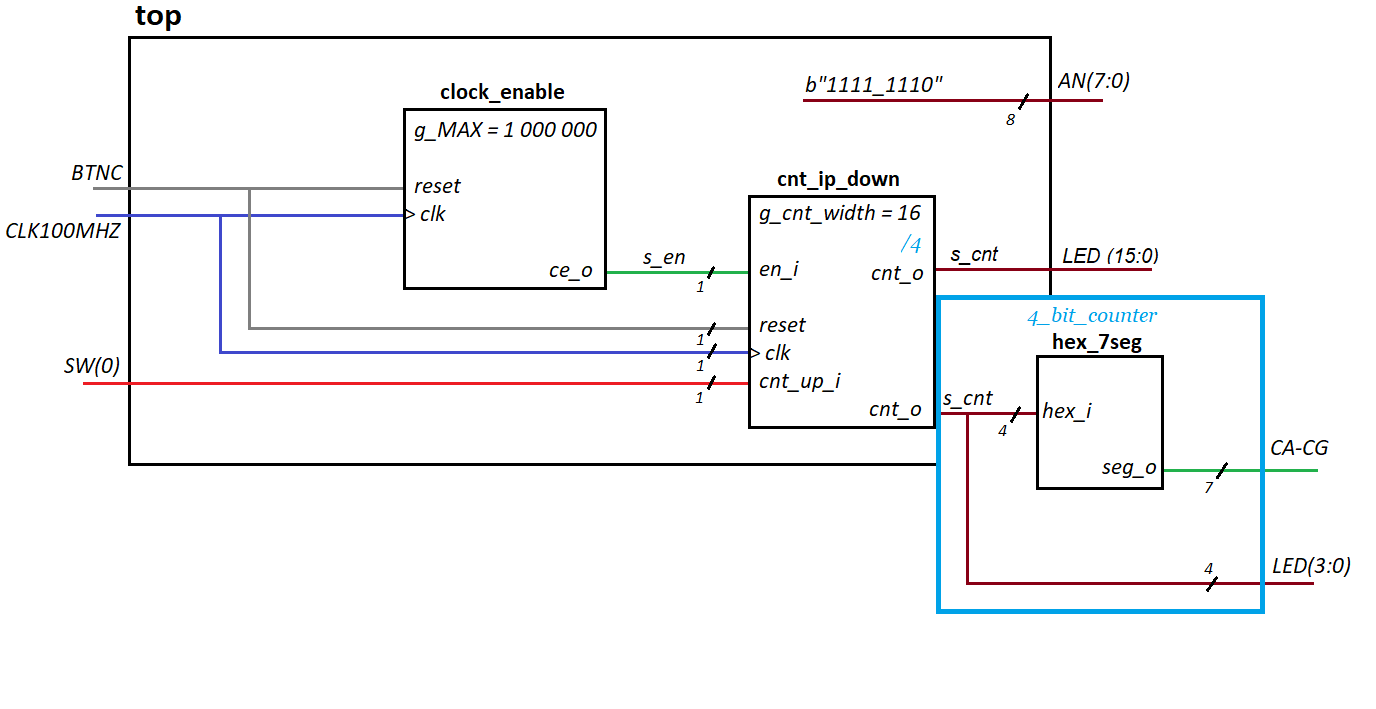 top
b"1111_1110"
AN(7:0)
8
clock_enable
g_MAX = 1 000 000
BTNC
reset
clk
CLK100MHZ
ce_o
s_en
1
cnt_ip_down
g_cnt_width = 16
/4
en_i
cnt_o
s_cnt
LED (15:0)
reset
1
clk
1
SW(0)
cnt_up_i
1
cnt_o
4_bit_counter
hex_7seg
s_cnt
4
hex_i
seg_o
7
CA-CG
4
LED(3:0)